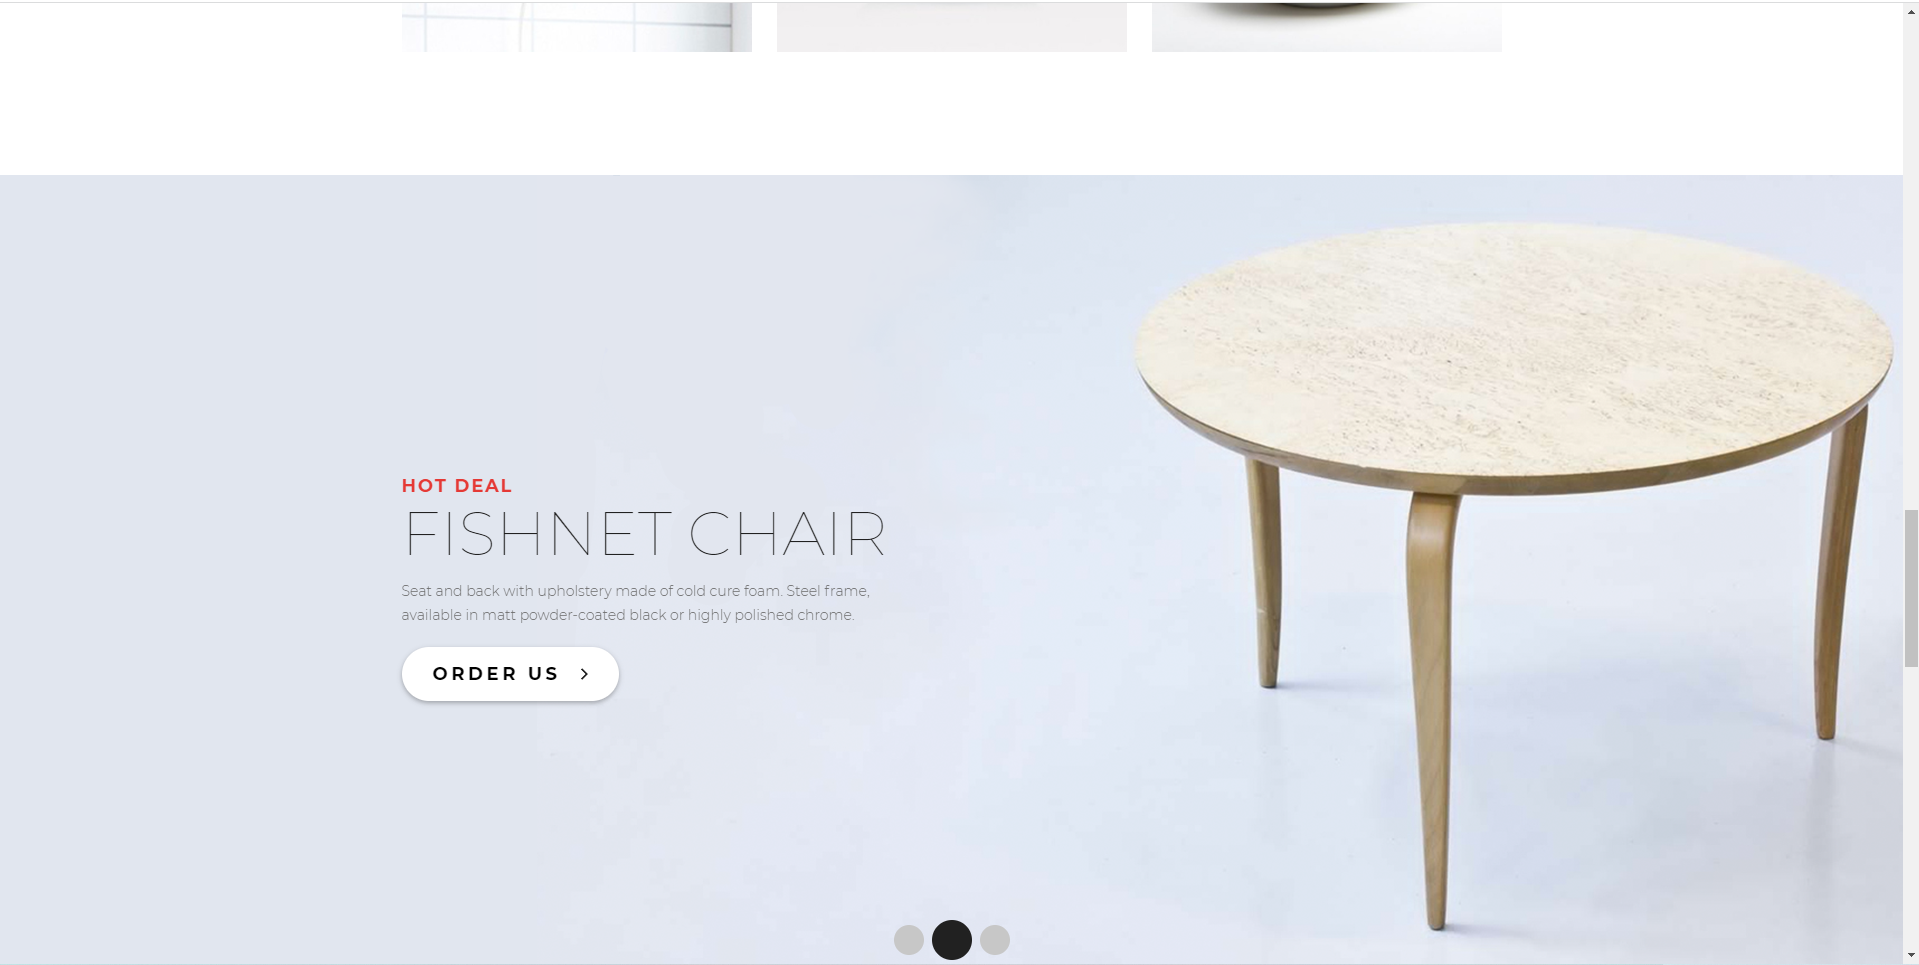 HOT DEAL
FISHNET CHAIR
Seat and back with upholstery made of cold cure foam. Steel frame,
available in matt powder-coated black or highly polished chrome.
ORDER US